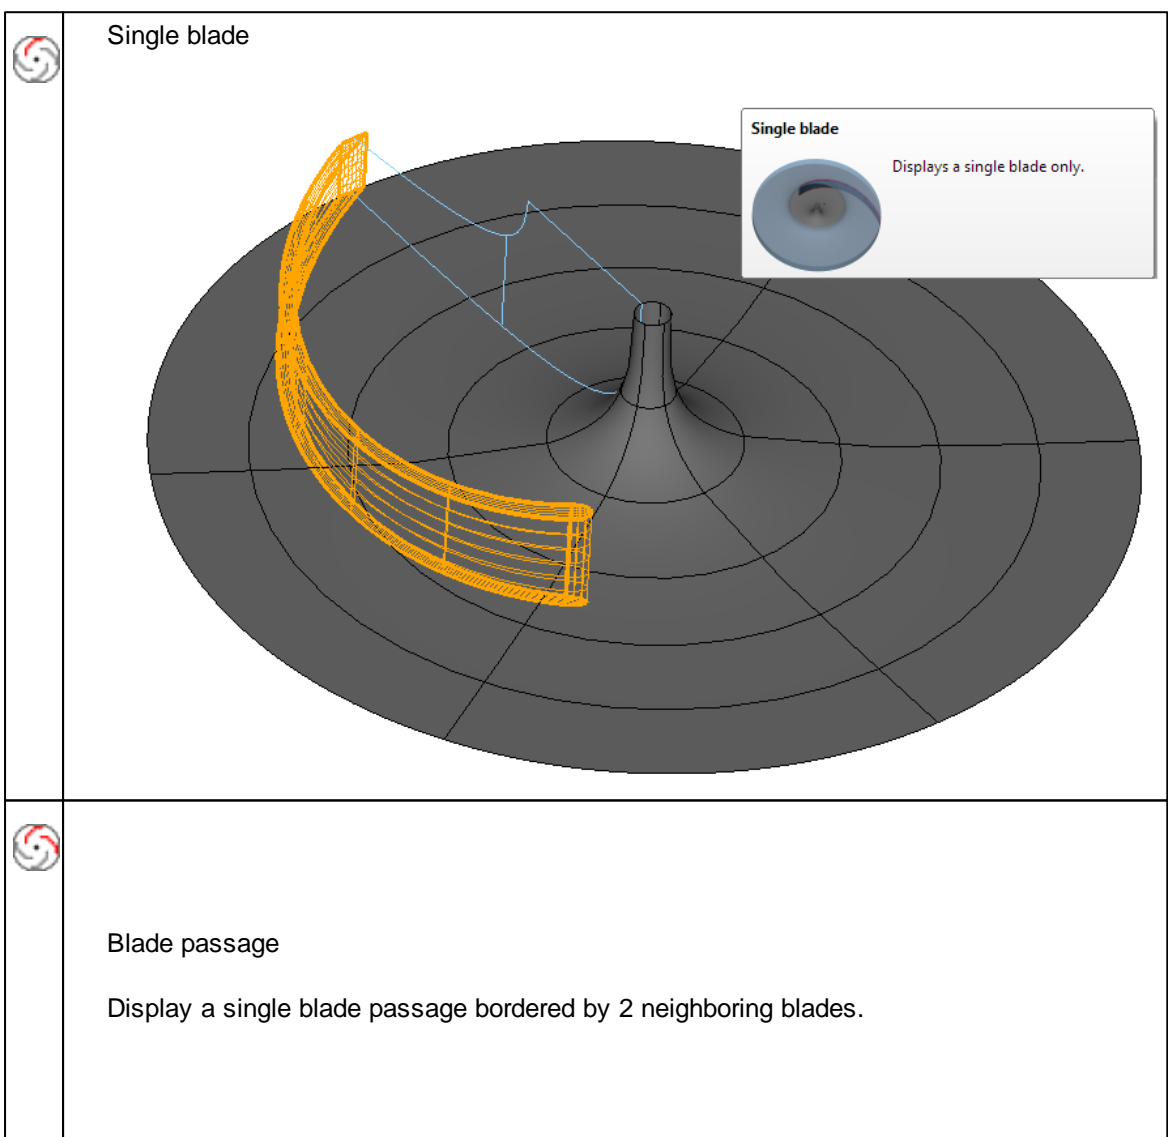 Single blade
Single blade
Displays a single blade only.
Blade passage
Display a single blade passage bordered by 2 neighboring blades.